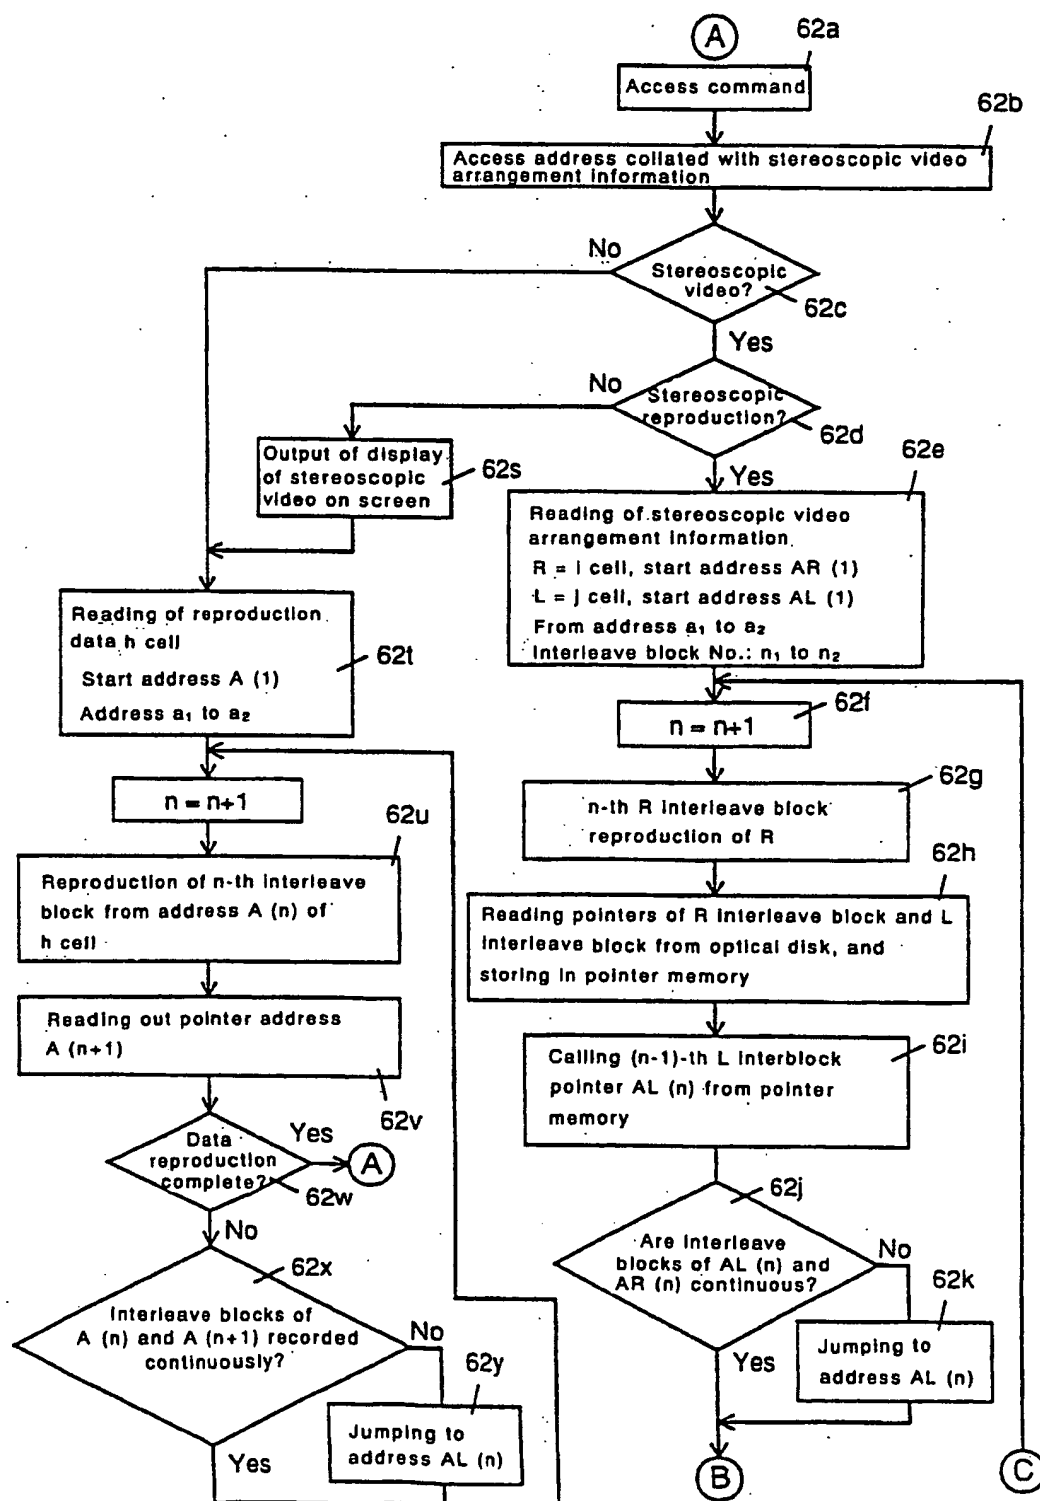 A
62a
Access command
62b
Access address collated with stereoscopic video
arrangement information
No
Stereoscopic
video?
62c
Yes
No
Stereoscopic
reproduction?
62d
Yes
Output of display
of stereoscopic
video on screen
62s
62e
Reading of stereoscopic video
arrangement information
R = i cell, start address AR (1)
L = j cell, start address AL (1)
From address a1 to a2
Interleave block No.: n1 to n2
Reading of reproduction
data h cell
Start address A (1)
Address a1 to a2
62t
62f
n = n+1
n = n+1
62g
n-th R interleave block
reproduction of R
62u
Reproduction of n-th interleave
block from address A (n) of
h cell
62h
Reading pointers of R interleave block and L
interleave block from optical disk, and
storing in pointer memory
Reading out pointer address
A (n+1)
62v
62i
Calling (n-1)-th L interblock
pointer AL (n) from pointer
memory
Data
reproduction
complete?
Yes
A
62w
No
62j
Are interleave
blocks of AL (n) and
AR (n) continuous?
No
62k
Jumping to
address AL (n)
Yes
62x
Interleave blocks of
A (n) and A (n+1) recorded
continuously?
No
62y
Jumping to
address AL (n)
Yes
B
C